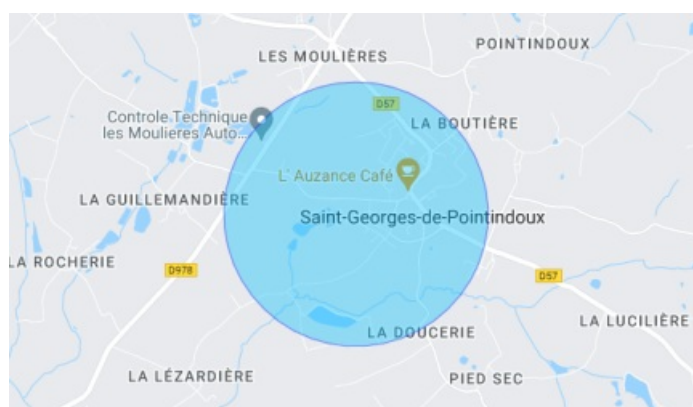 POINTINDOUX
LES MOULIÈRES
D57
Controle Technique
les Moulieres Auto...
LA BOUTIÈRE
L' Auzance Café
LA GUILLEMANDIÈRE
Saint-Georges-de-Pointindoux
LA ROCHERIE
D978
D57
LA LUCILIÈRE
LA DOUCERIE
LA LÉZARDIÈRE
PIED SEC